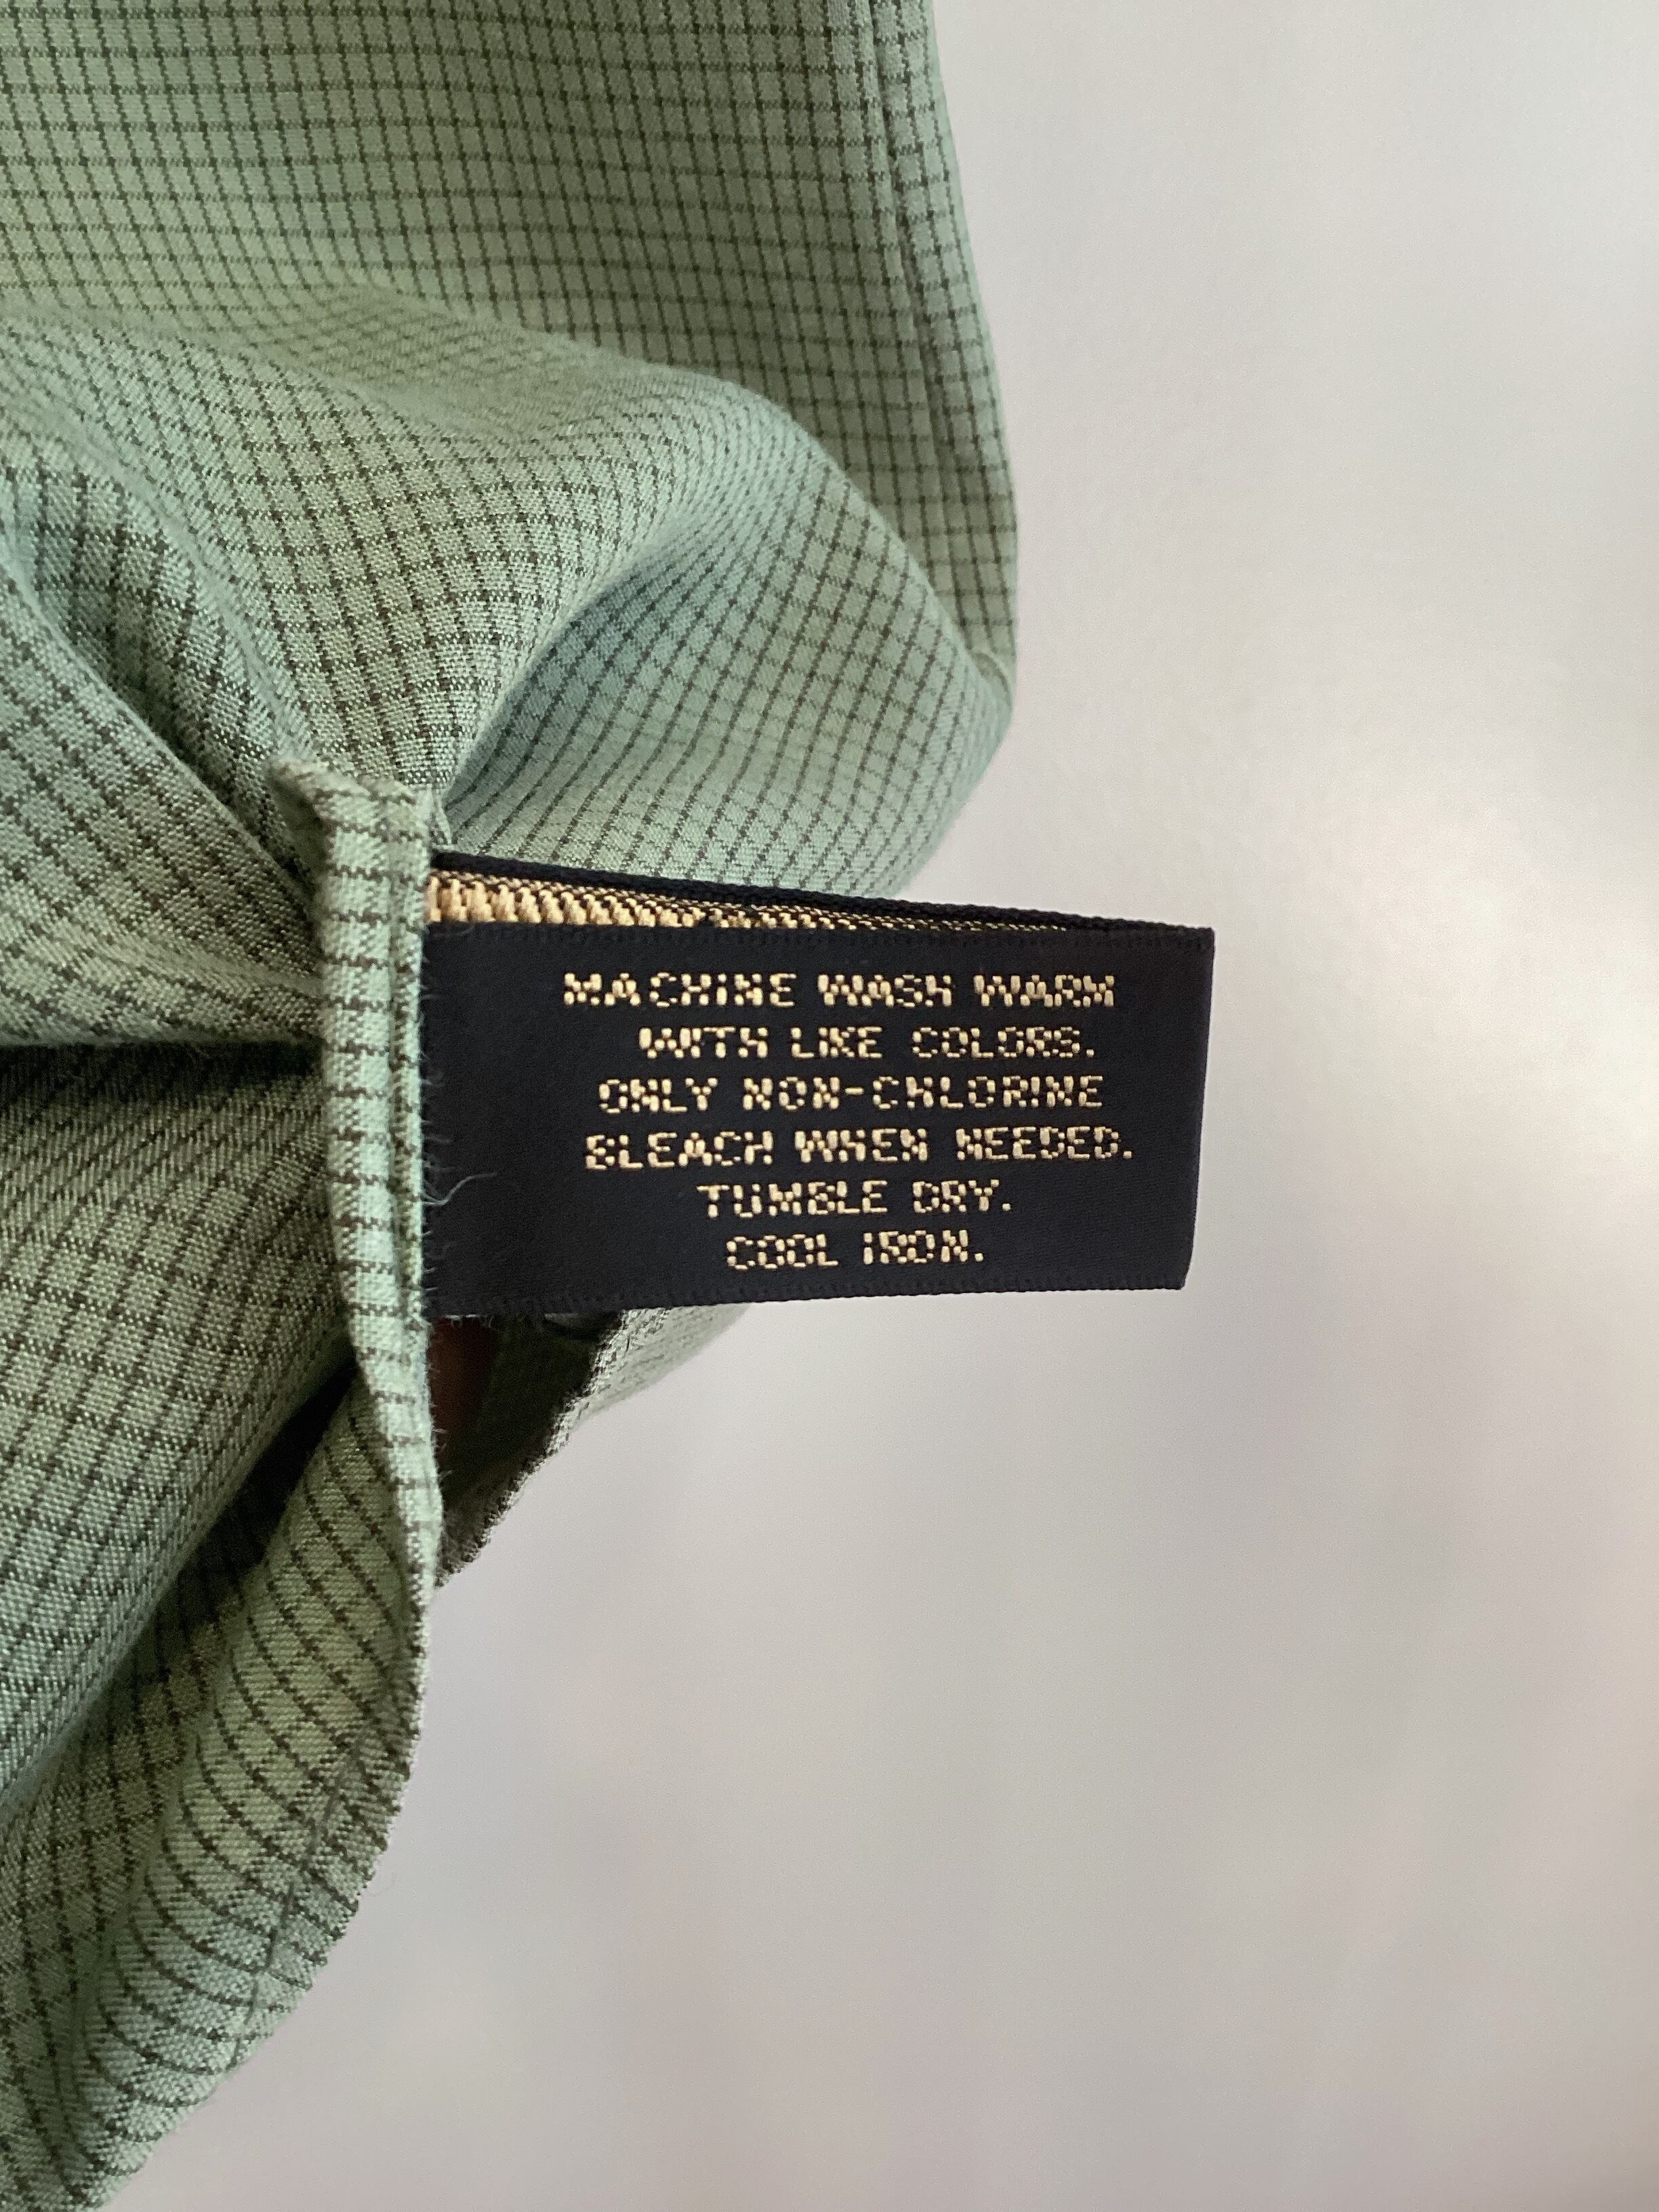 MACHINE WASH WARM
WITH LIKE COLORS.
ONLY NON-CHLORINE
BLEACH WHEN NEEDED.
TUMBLE DRY.
COOL IRON.